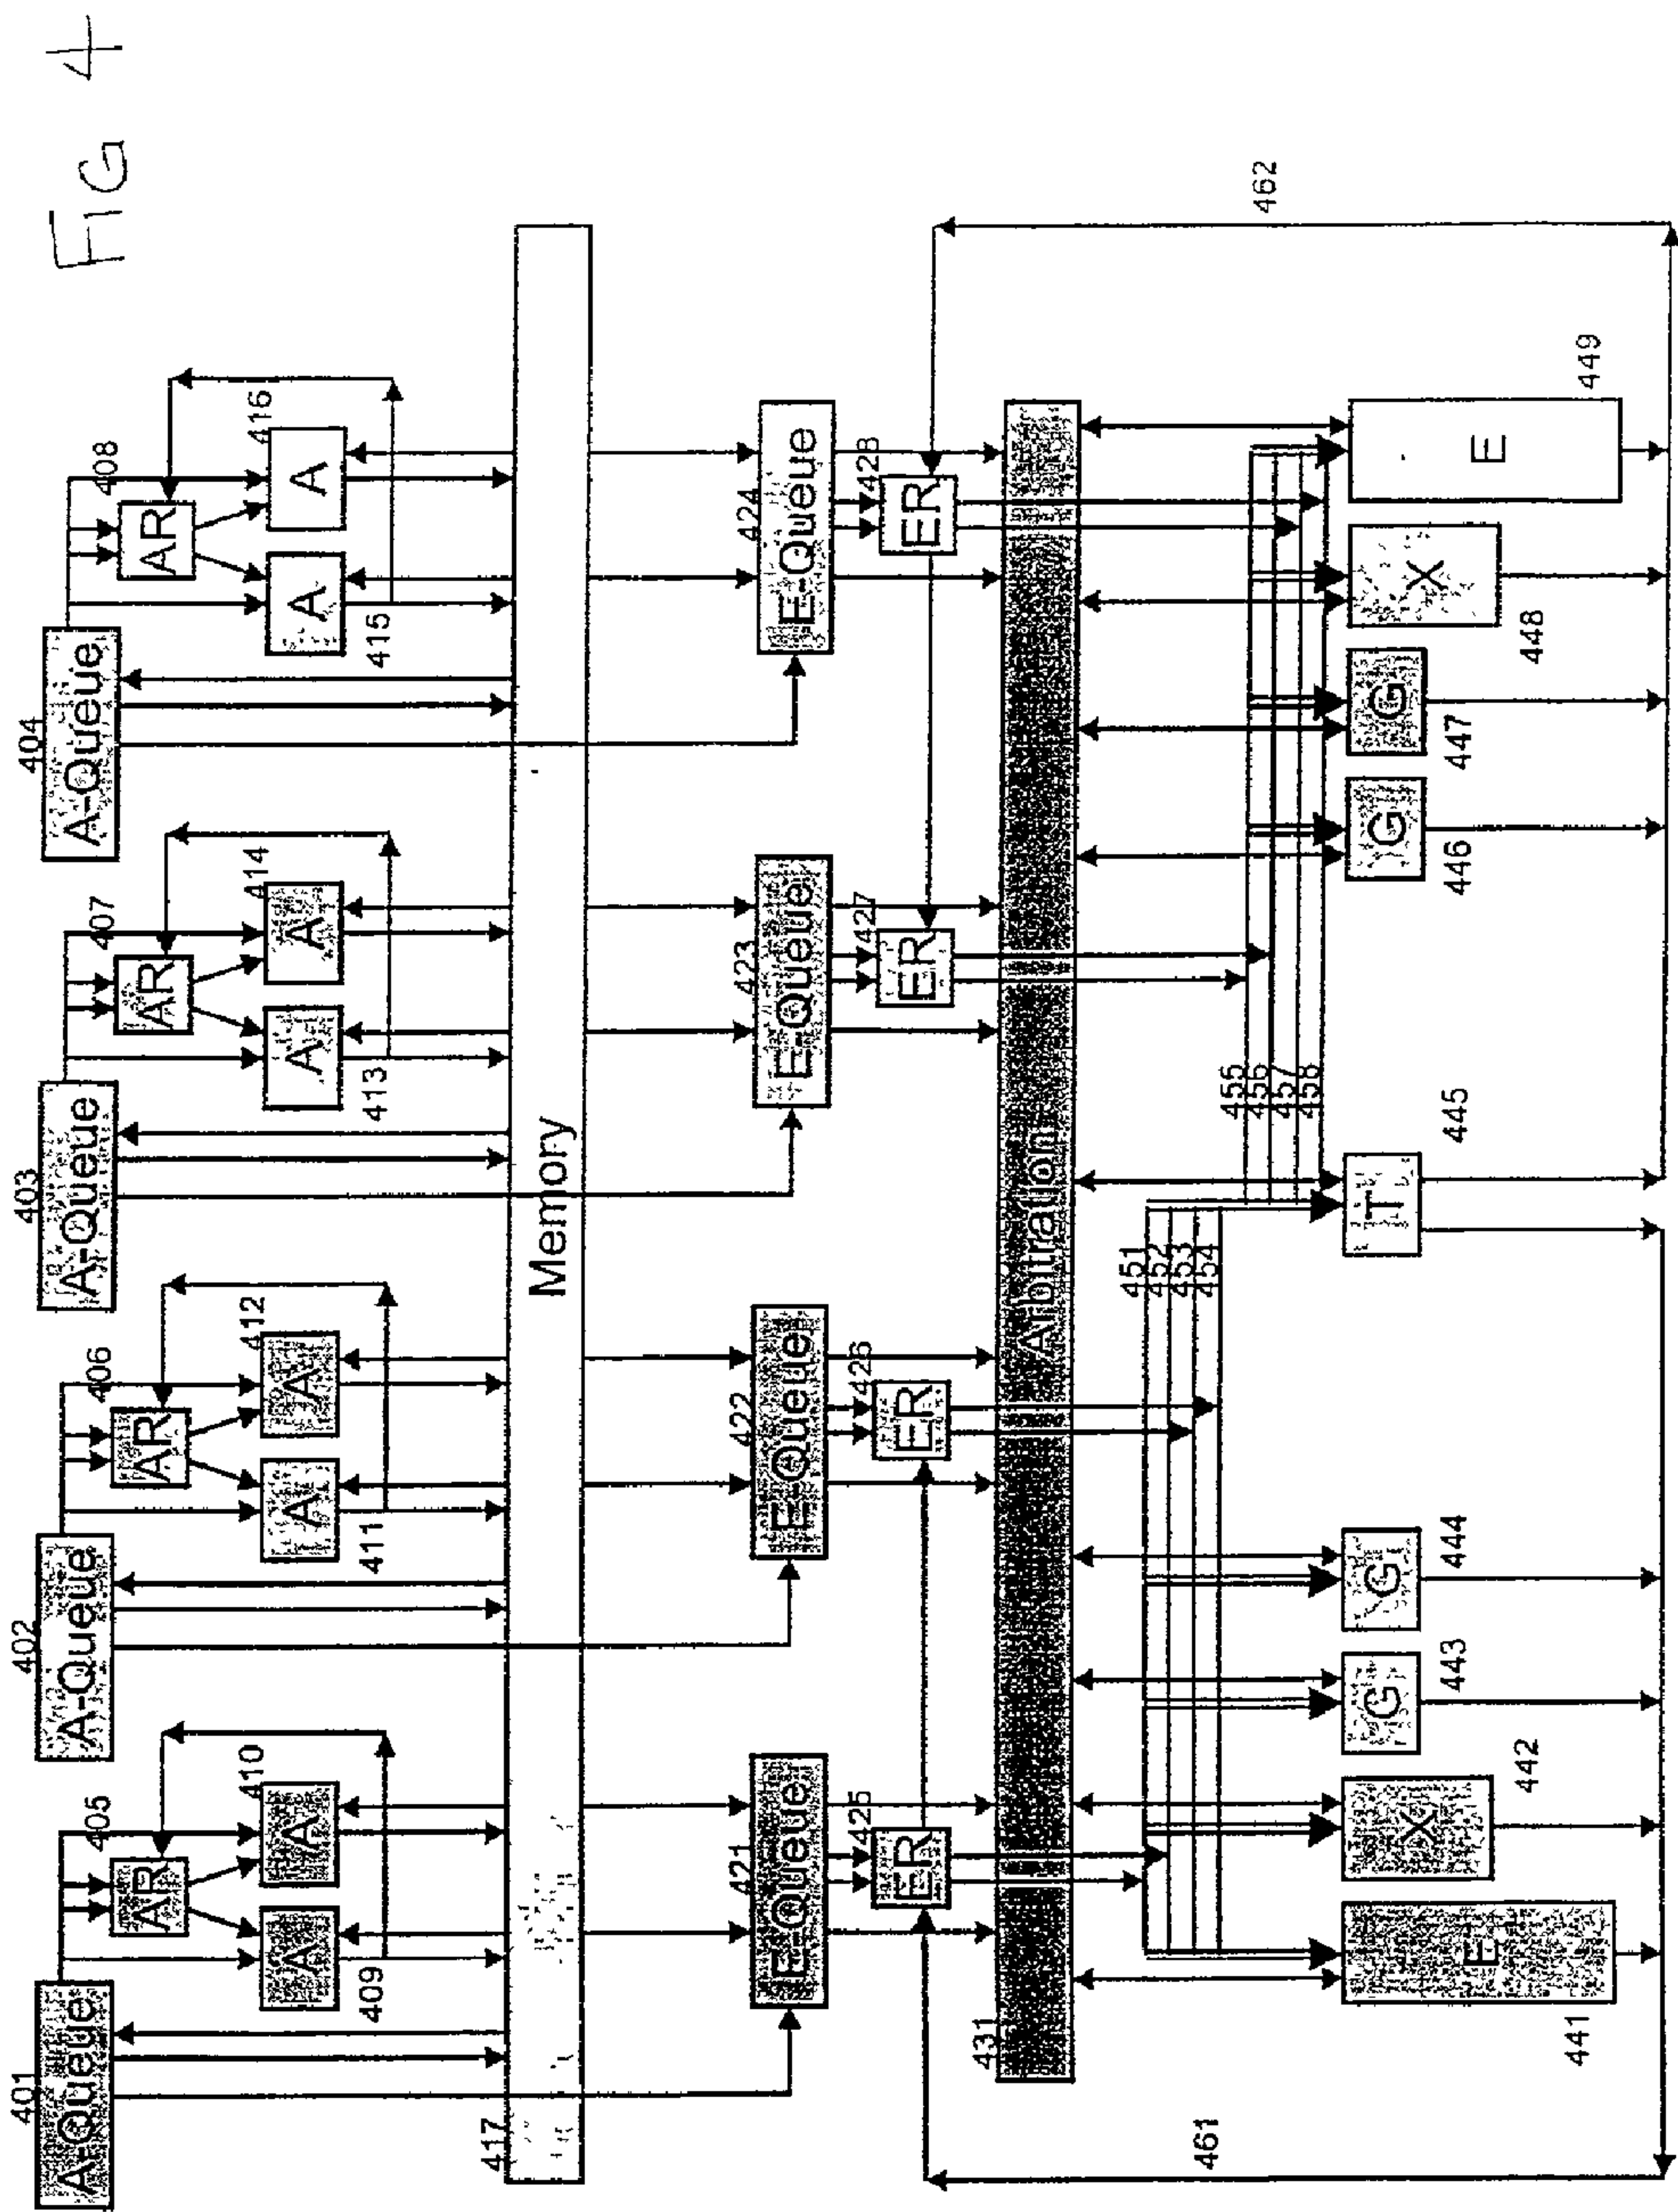 FIG 4
401
A-Queue
402
A-Queue
403
A-Queue
404
A-Queue
405
AR
406
AR
407
AR
408
AR
409
A
410
A
411
A
412
A
413
A
414
A
415
A
416
A
417
Memory
421
E-Queue
422
E-Queue
423
E-Queue
424
E-Queue
425
ER
426
ER
427
ER
428
ER
431
Arbitration
451
452
453
454
455
456
457
458
E
441
X
442
G
443
G
444
T
445
G
446
G
447
X
448
E
449
461
462